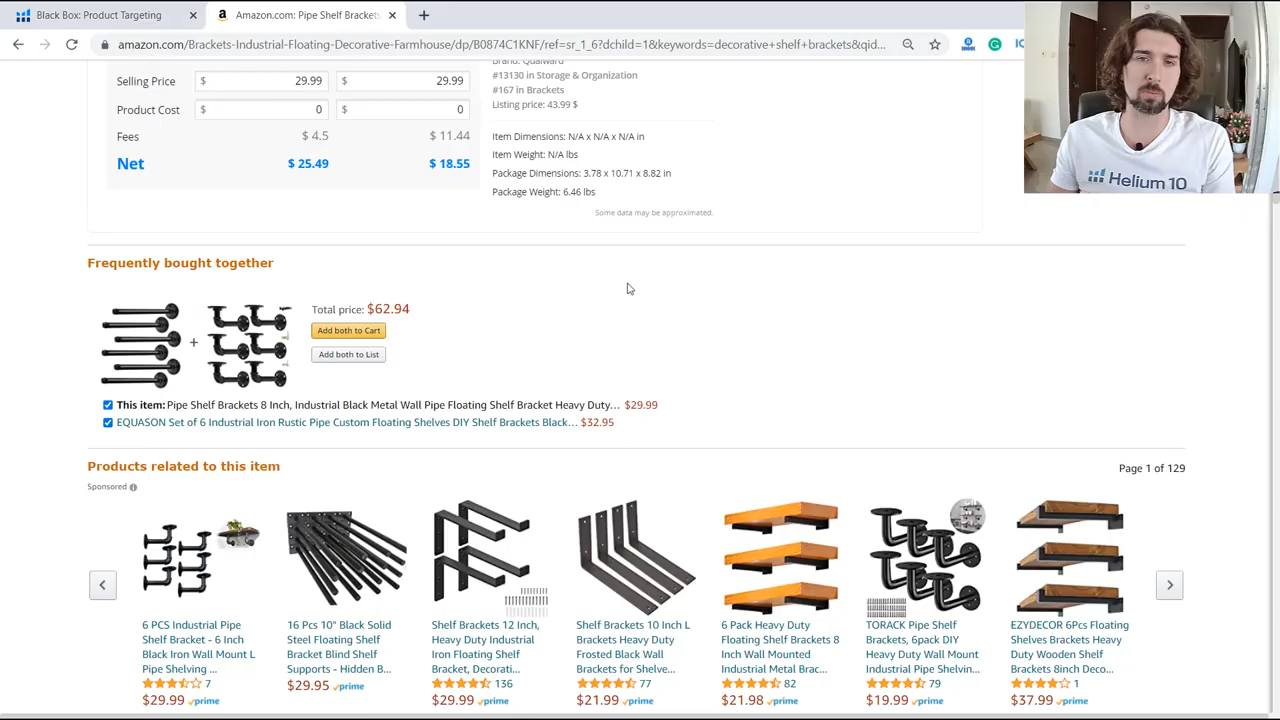 Black Box: Product Targeting
Amazon.com: Pipe Shelf Brackets
amazon.com/Brackets-Industrial-Floating-Decorative-Farmhouse/dp/B0874C1KNF/ref=sr_1_6?dchild=1&keywords=decorative+shelf+brackets&qid...
Selling Price $ 29.99 $ 29.99
Product Cost $ 0 $ 0
Fees $ 4.5 $ 11.44
Net $ 25.49 $ 18.55
Brand: Qualward
#13130 in Storage & Organization
#167 in Brackets
Listing price: 43.99 $
Item Dimensions: N/A x N/A x N/A in
Item Weight: N/A lbs
Package Dimensions: 3.78 x 10.71 x 8.82 in
Package Weight: 6.46 lbs
Some data may be approximated.
Helium 10
Frequently bought together
+
Total price: $62.94
Add both to Cart
Add both to List
This item: Pipe Shelf Brackets 8 Inch, Industrial Black Metal Wall Pipe Floating Shelf Bracket Heavy Duty... $29.99
EQUASON Set of 6 Industrial Iron Rustic Pipe Custom Floating Shelves DIY Shelf Brackets Black... $32.95
Products related to this item
Page 1 of 129
Sponsored
6 PCS Industrial Pipe
Shelf Bracket - 6 Inch
Black Iron Wall Mount L
Pipe Shelving ...
7
$29.99 prime
16 Pcs 10" Black Solid
Steel Floating Shelf
Bracket Blind Shelf
Supports - Hidden B...
$29.95 prime
Shelf Brackets 12 Inch,
Heavy Duty Industrial
Iron Floating Shelf
Bracket, Decorati...
136
$29.99 prime
Shelf Brackets 10 Inch L
Brackets Heavy Duty
Frosted Black Wall
Brackets for Shelve...
77
$21.99 prime
6 Pack Heavy Duty
Floating Shelf Brackets 8
Inch Wall Mounted
Industrial Metal Brac...
82
$21.98 prime
TORACK Pipe Shelf
Brackets, 6pack DIY
Heavy Duty Wall Mount
Industrial Pipe Shelvin...
79
$19.99 prime
EZYDECOR 6Pcs Floating
Shelves Brackets Heavy
Duty Wooden Shelf
Brackets 8inch Deco...
1
$37.99 prime